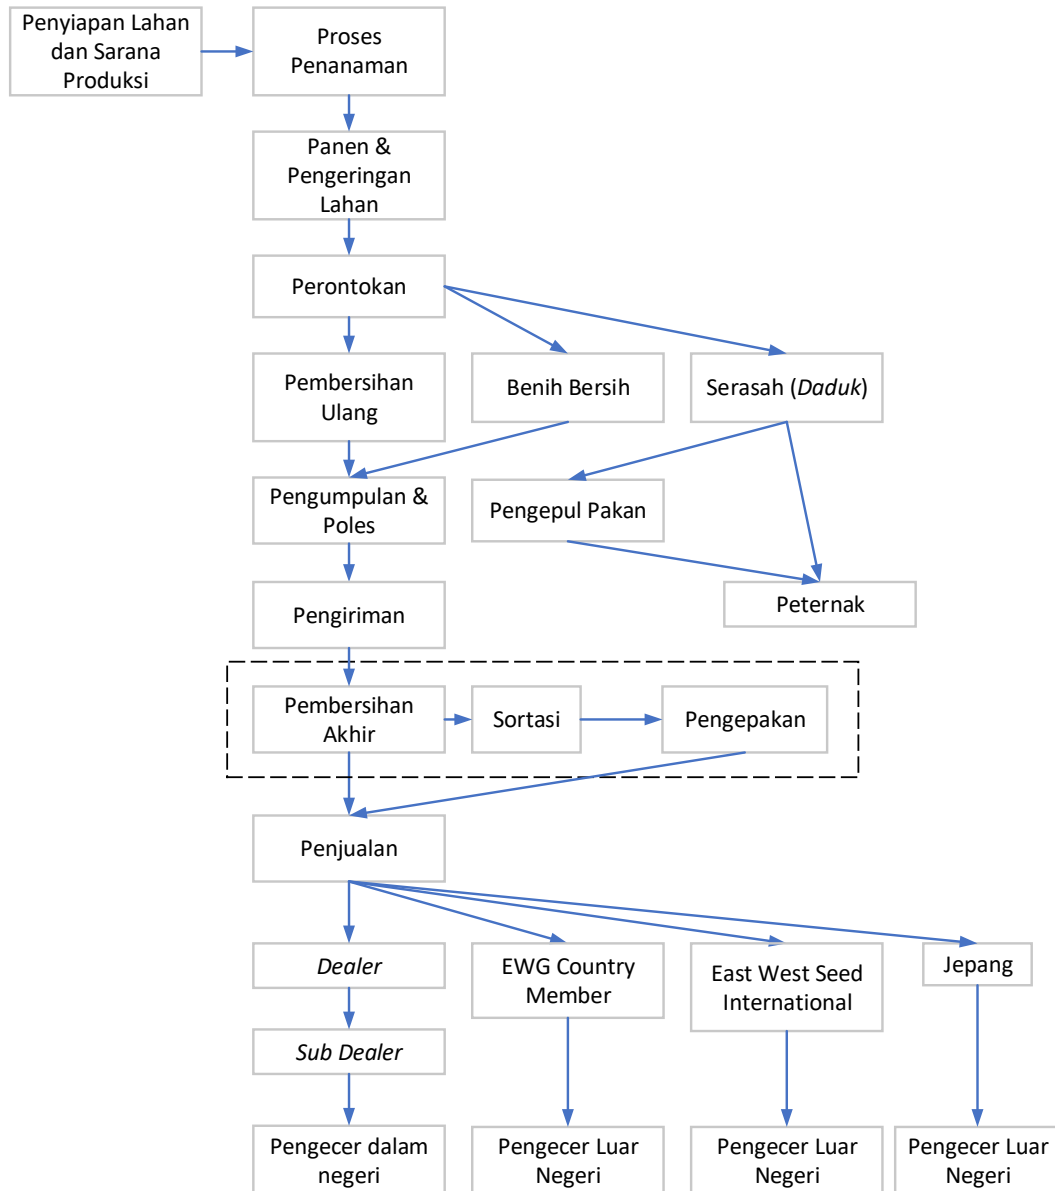 Penyiapan Lahan
dan Sarana
Produksi
Proses
Penanaman
Panen &
Pengeringan
Lahan
Perontokan
Pembersihan
Ulang
Benih Bersih
Serasah (Daduk)
Pengumpulan &
Poles
Pengepul Pakan
Pengiriman
Peternak
Pembersihan
Akhir
Sortasi
Pengepakan
Penjualan
Dealer
EWG Country
Member
East West Seed
International
Jepang
Sub Dealer
Pengecer dalam
negeri
Pengecer Luar
Negeri
Pengecer Luar
Negeri
Pengecer Luar
Negeri